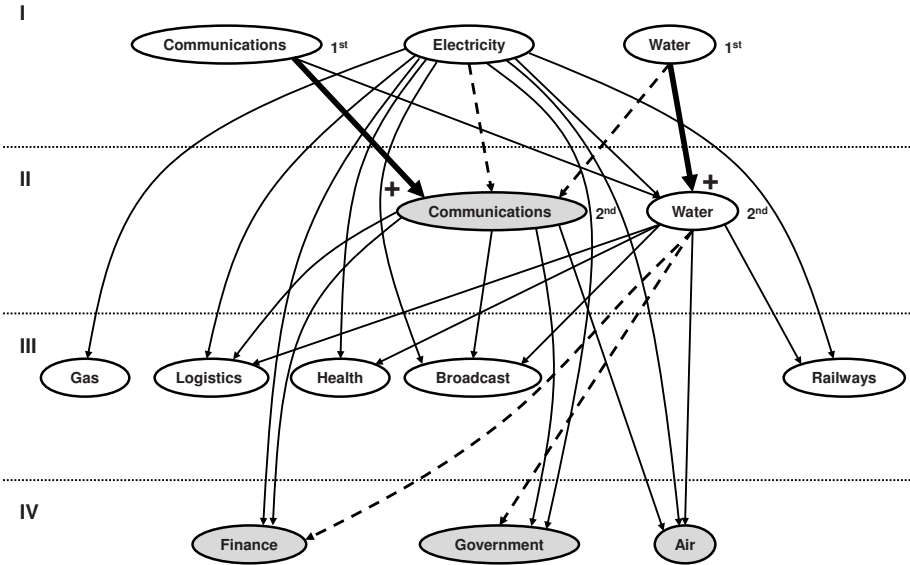 I
Communications 1st Electricity Water 1st
II
+ +
Communications 2nd Water 2nd
III
Gas Logistics Health Broadcast Railways
IV
Finance Government Air